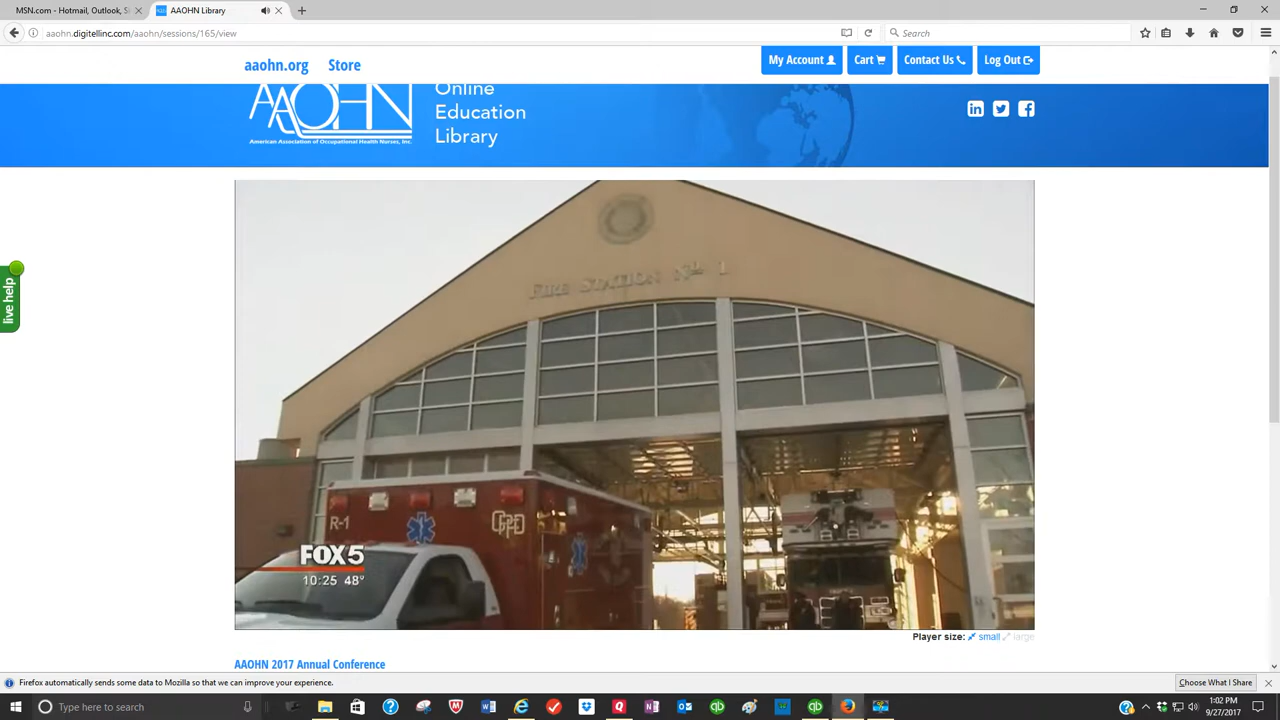 MSN.com - Hotmail, Outlook, S
AAOHN Library
aaohn.digitellinc.com/aaohn/sessions/165/view
Search
aaohn.org
Store
My Account
Cart
Contact Us
Log Out
AAOHN
American Association of Occupational Health Nurses, Inc.
Online
Education
Library
live help
FIRE STATION No 1
R-1
FOX 5
10:25 48°
Player size: small large
AAOHN 2017 Annual Conference
Firefox automatically sends some data to Mozilla so that we can improve your experience.
Choose What I Share
Type here to search
1:02 PM
9/27/2017